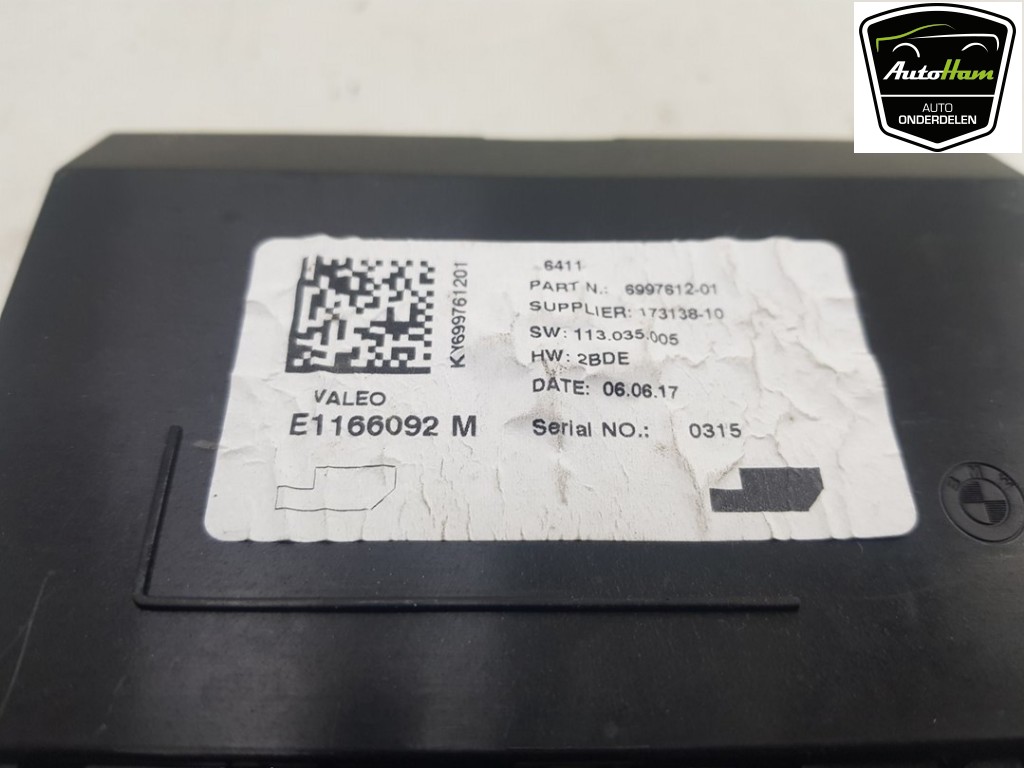 AutoHam
AUTO
ONDERDELEN
KY699761201
VALEO
E1166092 M
6411
PART N.: 6997612-01
SUPPLIER: 173138-10
SW: 113.035.005
HW: 2BDE
DATE: 06.06.17
Serial NO.: 0315